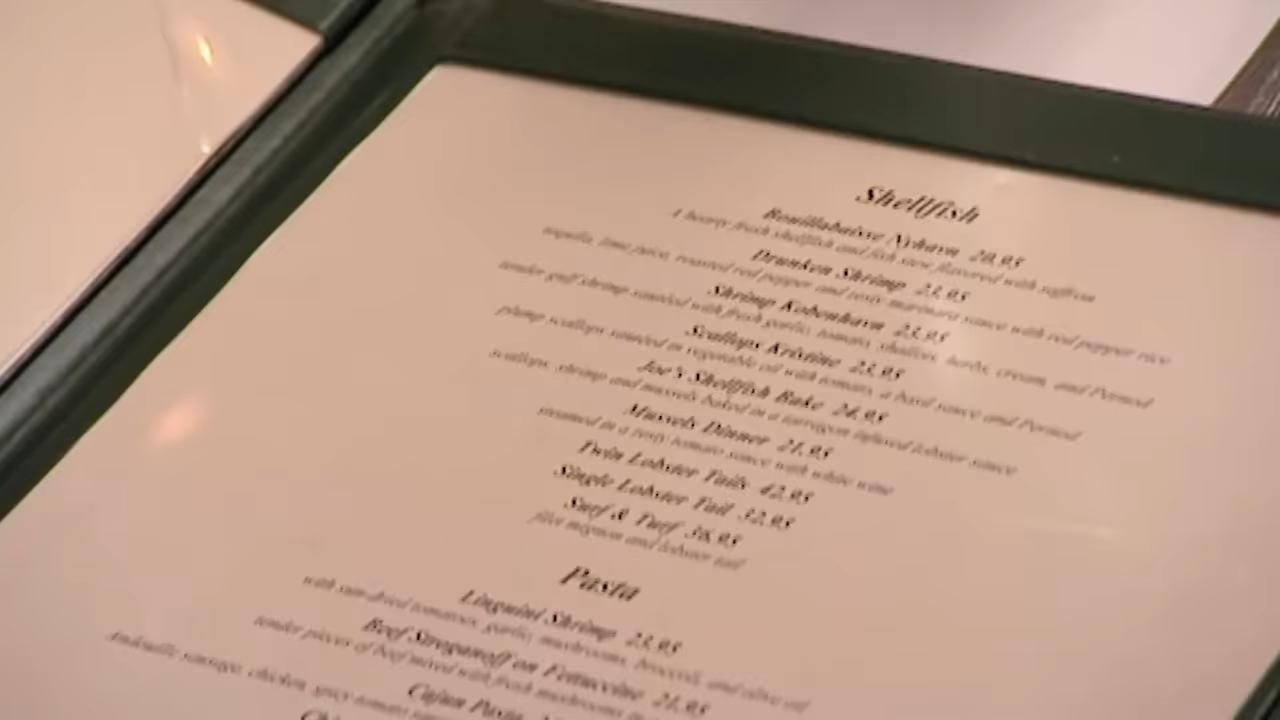 Shellfish
Bouillabaisse Nyhavn 20.95
A hearty fresh shellfish and fish stew flavored with saffron
Drunken Shrimp 23.95
tequila, lime juice, roasted red pepper and zesty marinara sauce with red pepper rice
Shrimp Kobenhavn 23.95
tender gulf shrimp sautéed with fresh garlic, tomato, shallots, herbs, cream, and Pernod
Scallops Kristine 23.95
plump scallops sautéed in vegetable oil with tomato, a basil sauce and Pernod
Joe's Shellfish Bake 24.95
scallops, shrimp and mussels baked in a tarragon infused lobster sauce
Mussels Dinner 21.95
steamed in a zesty tomato sauce with white wine
Twin Lobster Tails 42.95
Single Lobster Tail 32.95
Surf & Turf 36.95
filet mignon and lobster tail
Pasta
Linguini Shrimp 23.95
with sun-dried tomatoes, garlic, mushrooms, broccoli, and olive oil
Beef Stroganoff on Fettuccine 21.95
tender pieces of beef mixed with fresh mushrooms
Cajun Pasta
Andouille sausage, chicken, spicy tomato